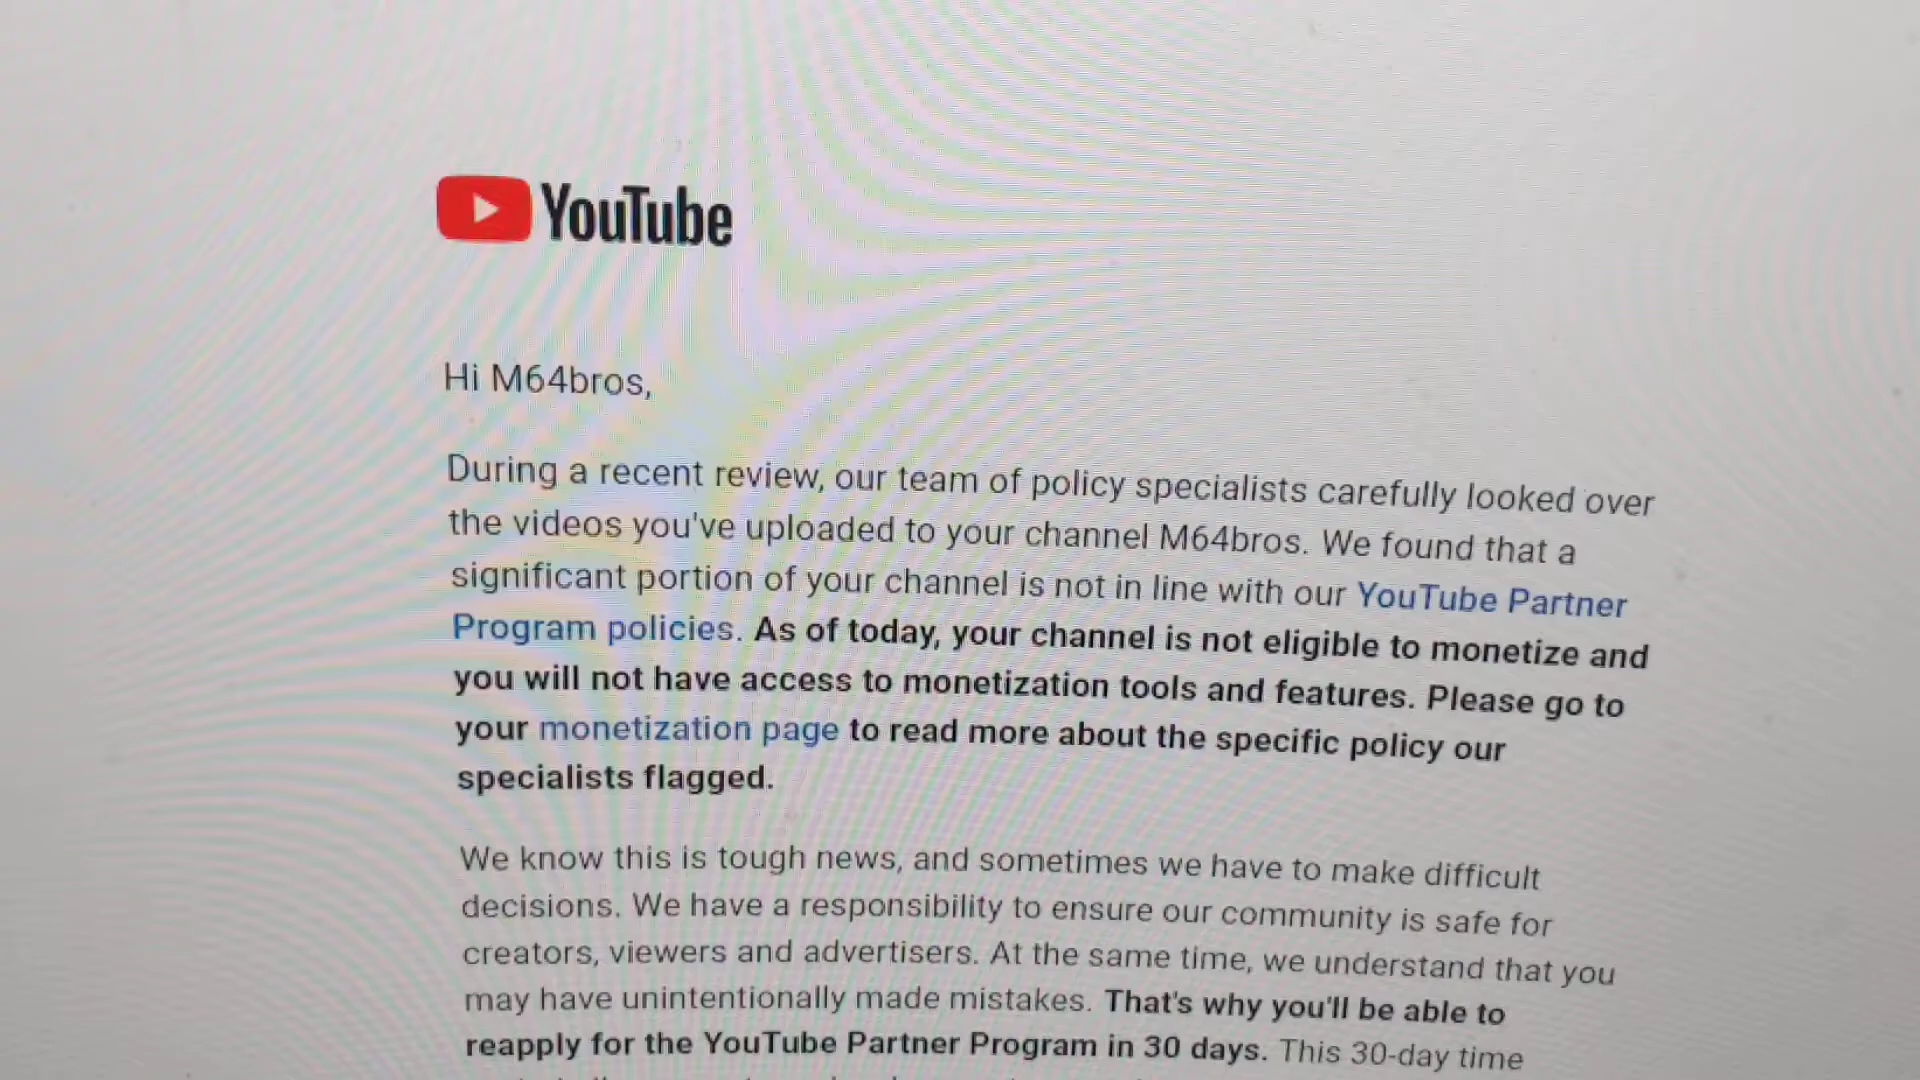 YouTube
Hi M64bros,
During a recent review, our team of policy specialists carefully looked over
the videos you've uploaded to your channel M64bros. We found that a
significant portion of your channel is not in line with our YouTube Partner
Program policies. As of today, your channel is not eligible to monetize and
you will not have access to monetization tools and features. Please go to
your monetization page to read more about the specific policy our
specialists flagged.
We know this is tough news, and sometimes we have to make difficult
decisions. We have a responsibility to ensure our community is safe for
creators, viewers and advertisers. At the same time, we understand that you
may have unintentionally made mistakes. That's why you'll be able to
reapply for the YouTube Partner Program in 30 days. This 30-day time